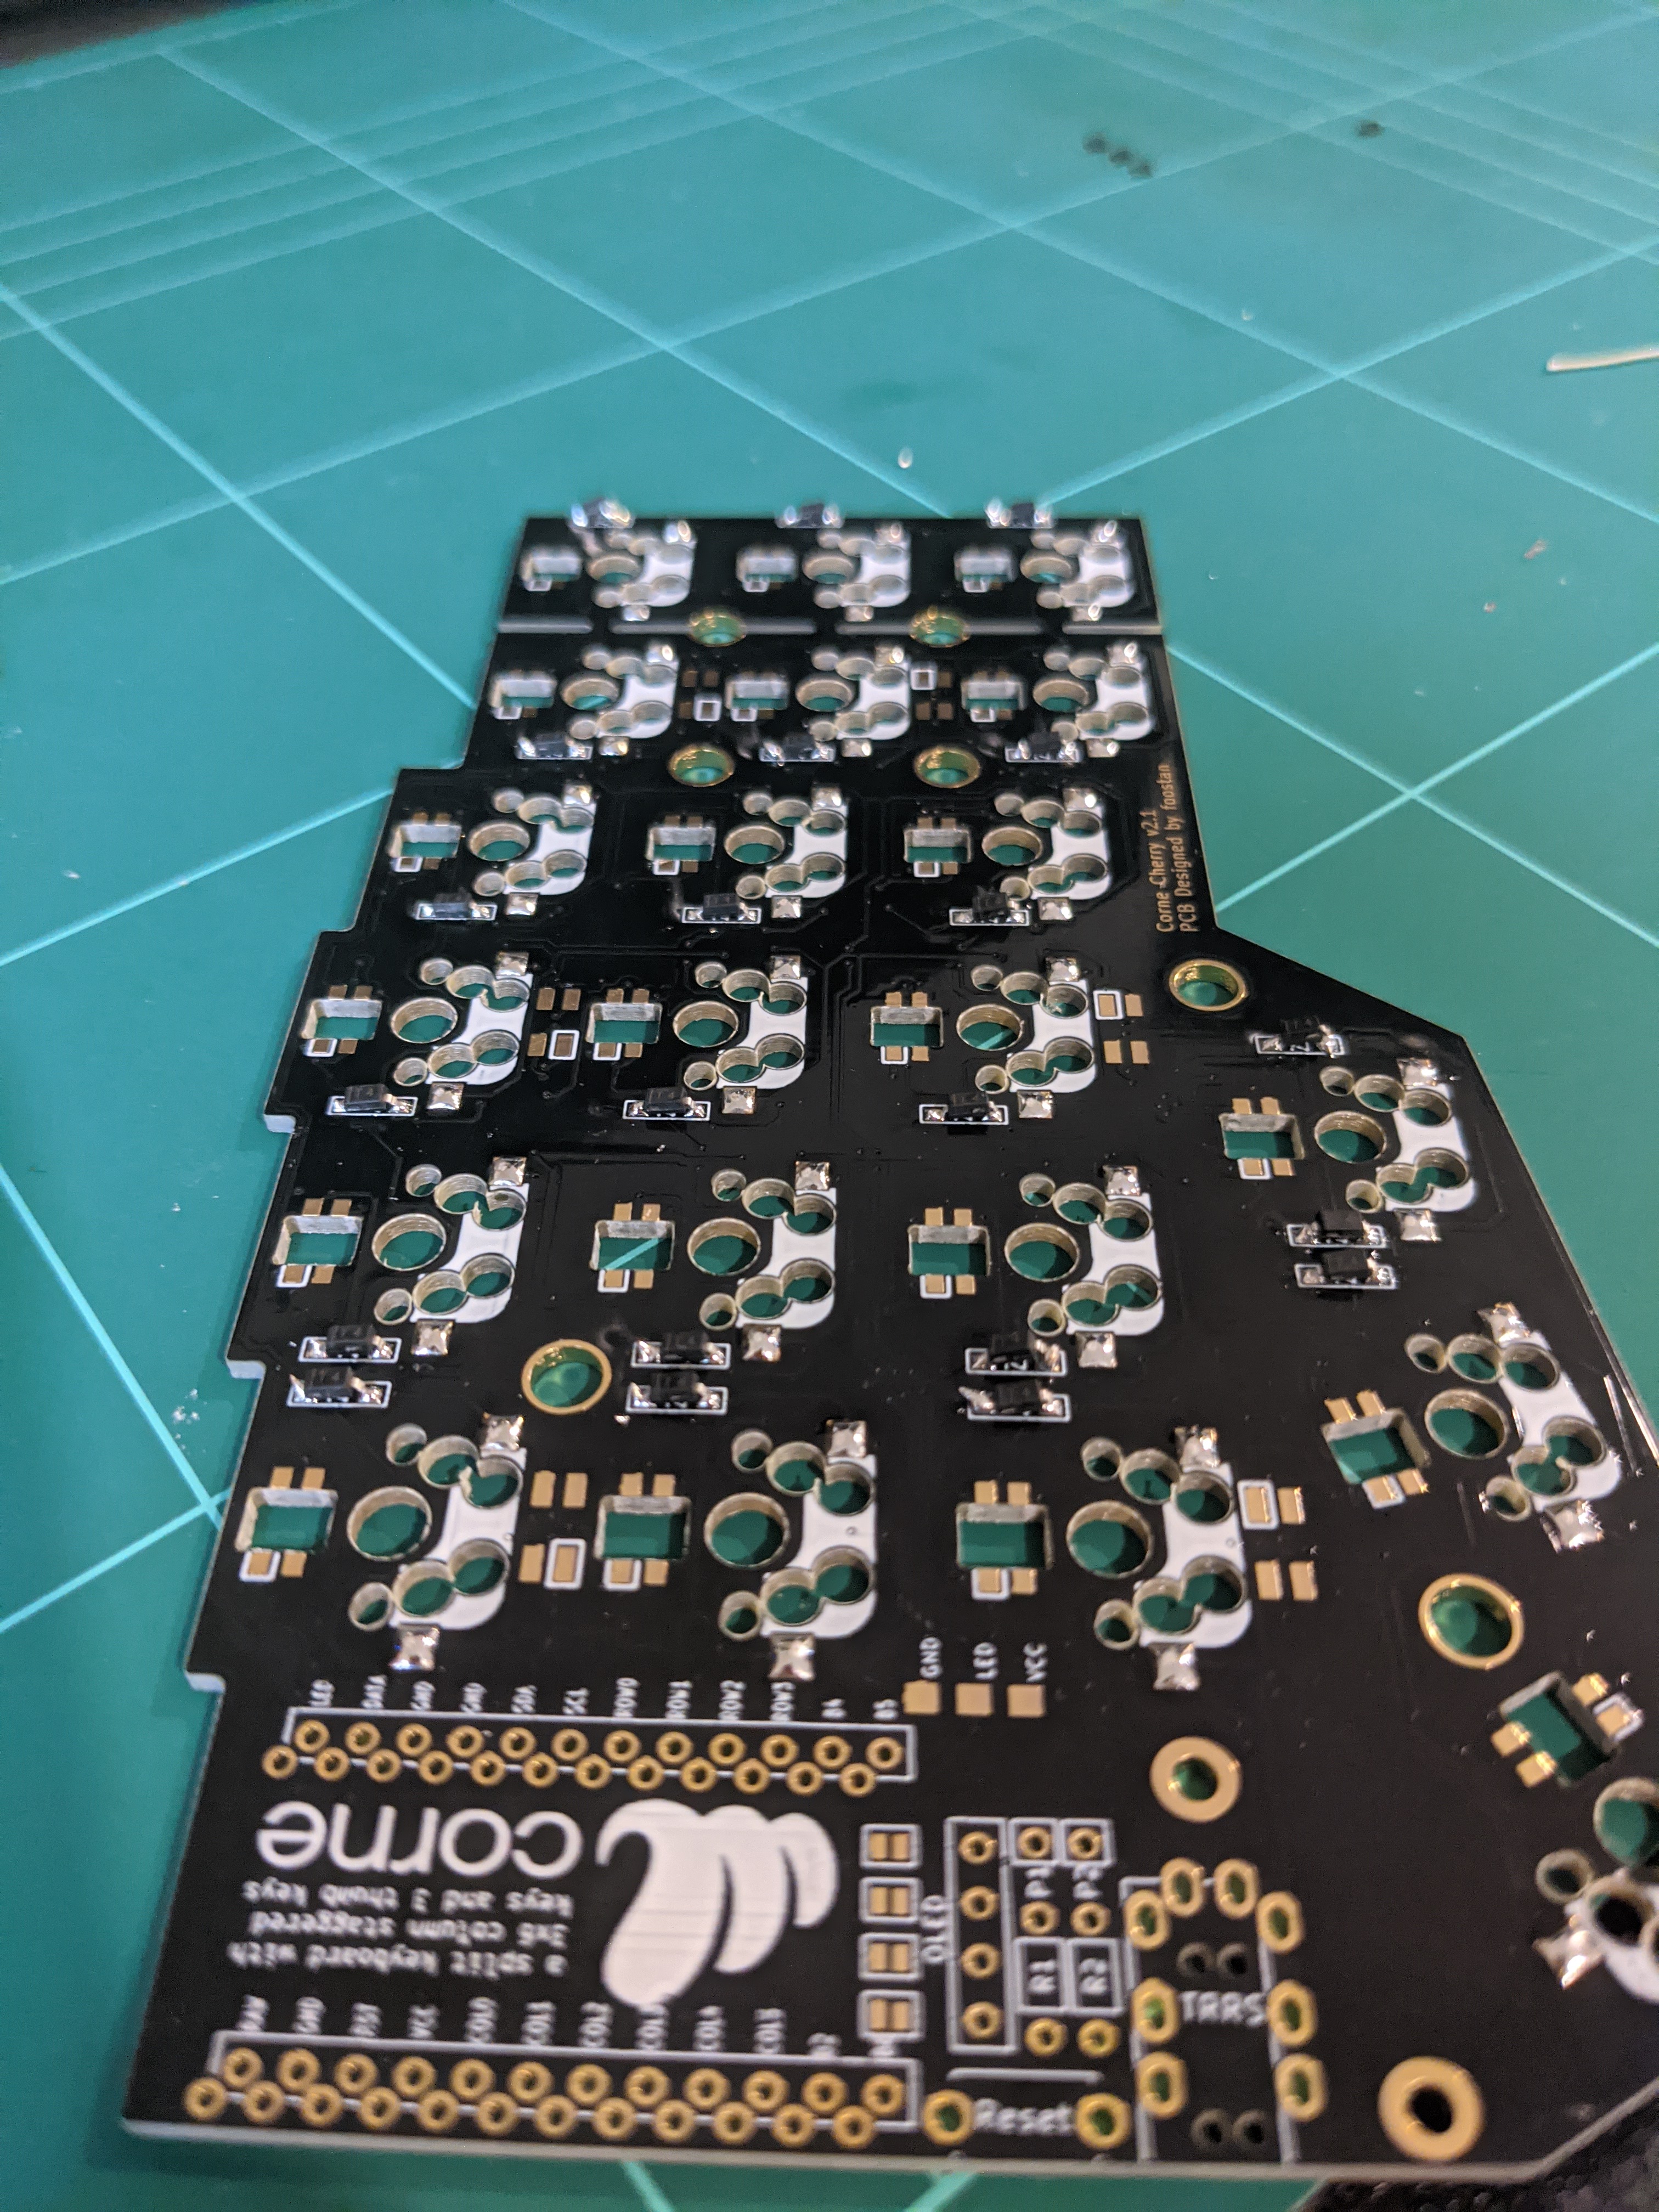 Corne Cherry v2.1
PCB Designed by foostan
GND
LED
VCC
LED
DATA
GND
GND
SDA
SCL
ROW0
ROW1
ROW2
ROW3
B4
B5
corne
a split keyboard with
3x6 column staggered
keys and 3 thumb keys
OLED
P1
P2
R1
R2
TRRS
RAW
GND
RST
VCC
COL0
COL1
COL2
COL3
COL4
COL5
Reset